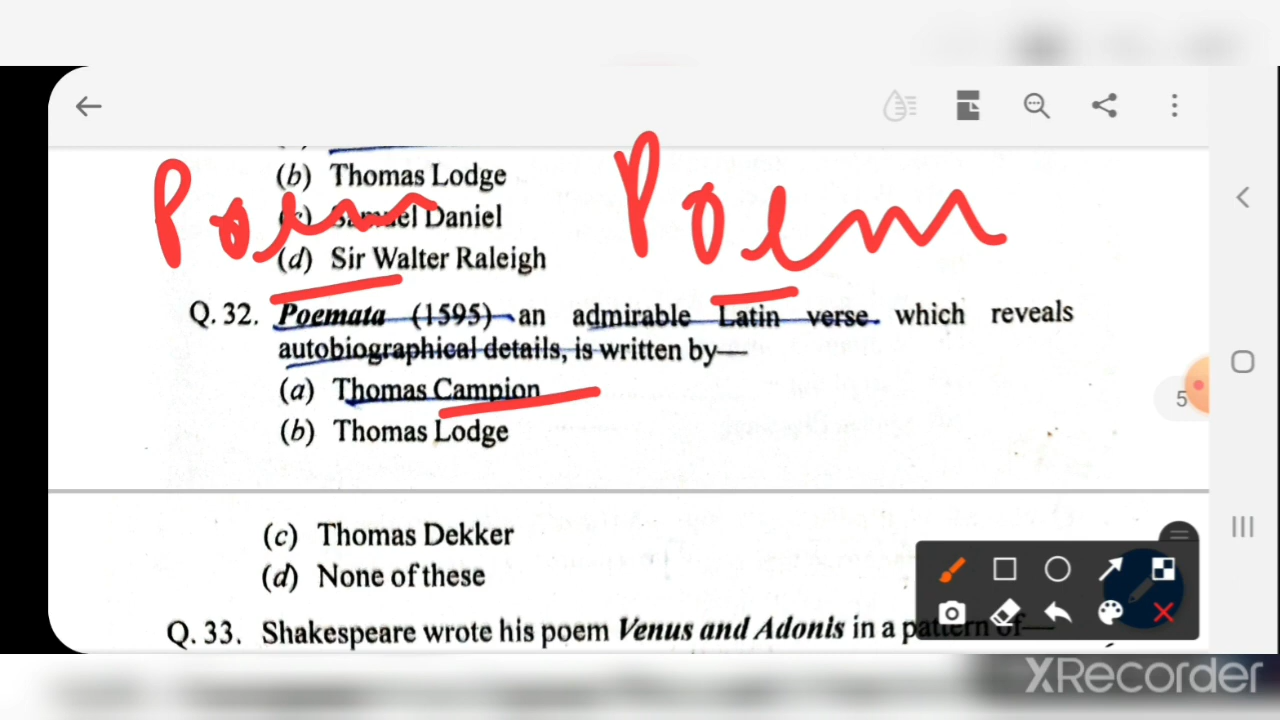 (b) Thomas Lodge
Poem Poem
(c) Samuel Daniel
(d) Sir Walter Raleigh
Q. 32. Poemata (1595) an admirable Latin verse which reveals
autobiographical details, is written by—
(a) Thomas Campion
(b) Thomas Lodge
5
(c) Thomas Dekker
(d) None of these
Q. 33. Shakespeare wrote his poem Venus and Adonis in a pattern of—
XRecorder